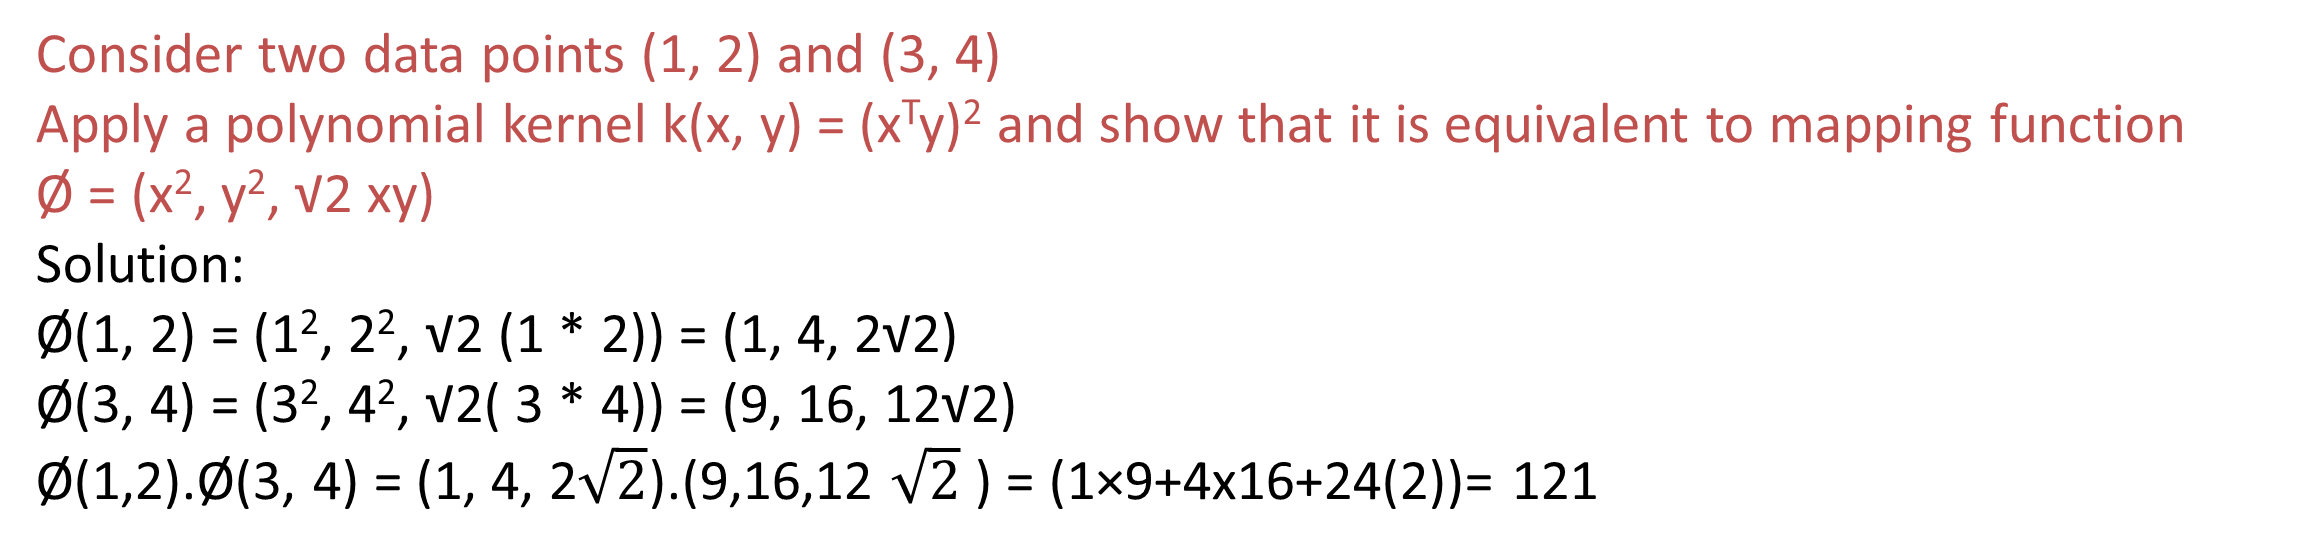 Consider two data points (1, 2) and (3, 4)
Apply a polynomial kernel k(x, y) = (xᵀy)² and show that it is equivalent to mapping function
Ø = (x², y², √2 xy)
Solution:
Ø(1, 2) = (1², 2², √2 (1 * 2)) = (1, 4, 2√2)
Ø(3, 4) = (3², 4², √2( 3 * 4)) = (9, 16, 12√2)
Ø(1,2).Ø(3, 4) = (1, 4, 2√2).(9,16,12 √2 ) = (1×9+4x16+24(2))= 121